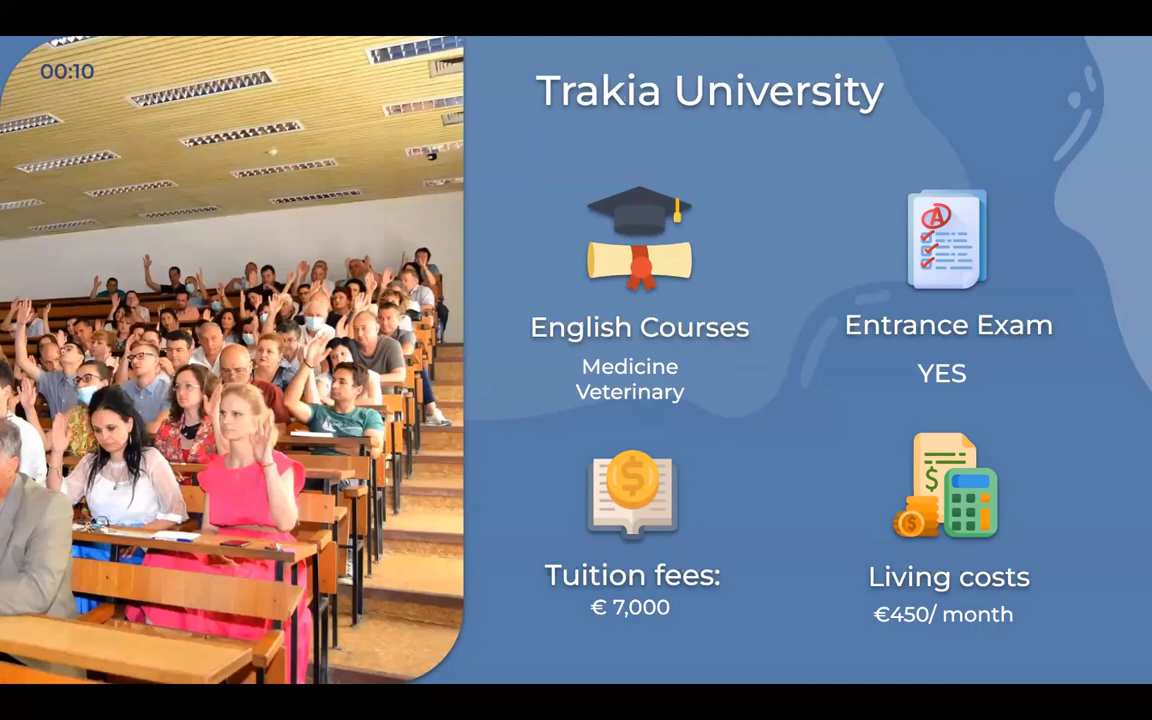 00:10
Trakia University
English Courses
Medicine
Veterinary
A
Entrance Exam
YES
$
Tuition fees:
€ 7,000
$
$
Living costs
€450/ month